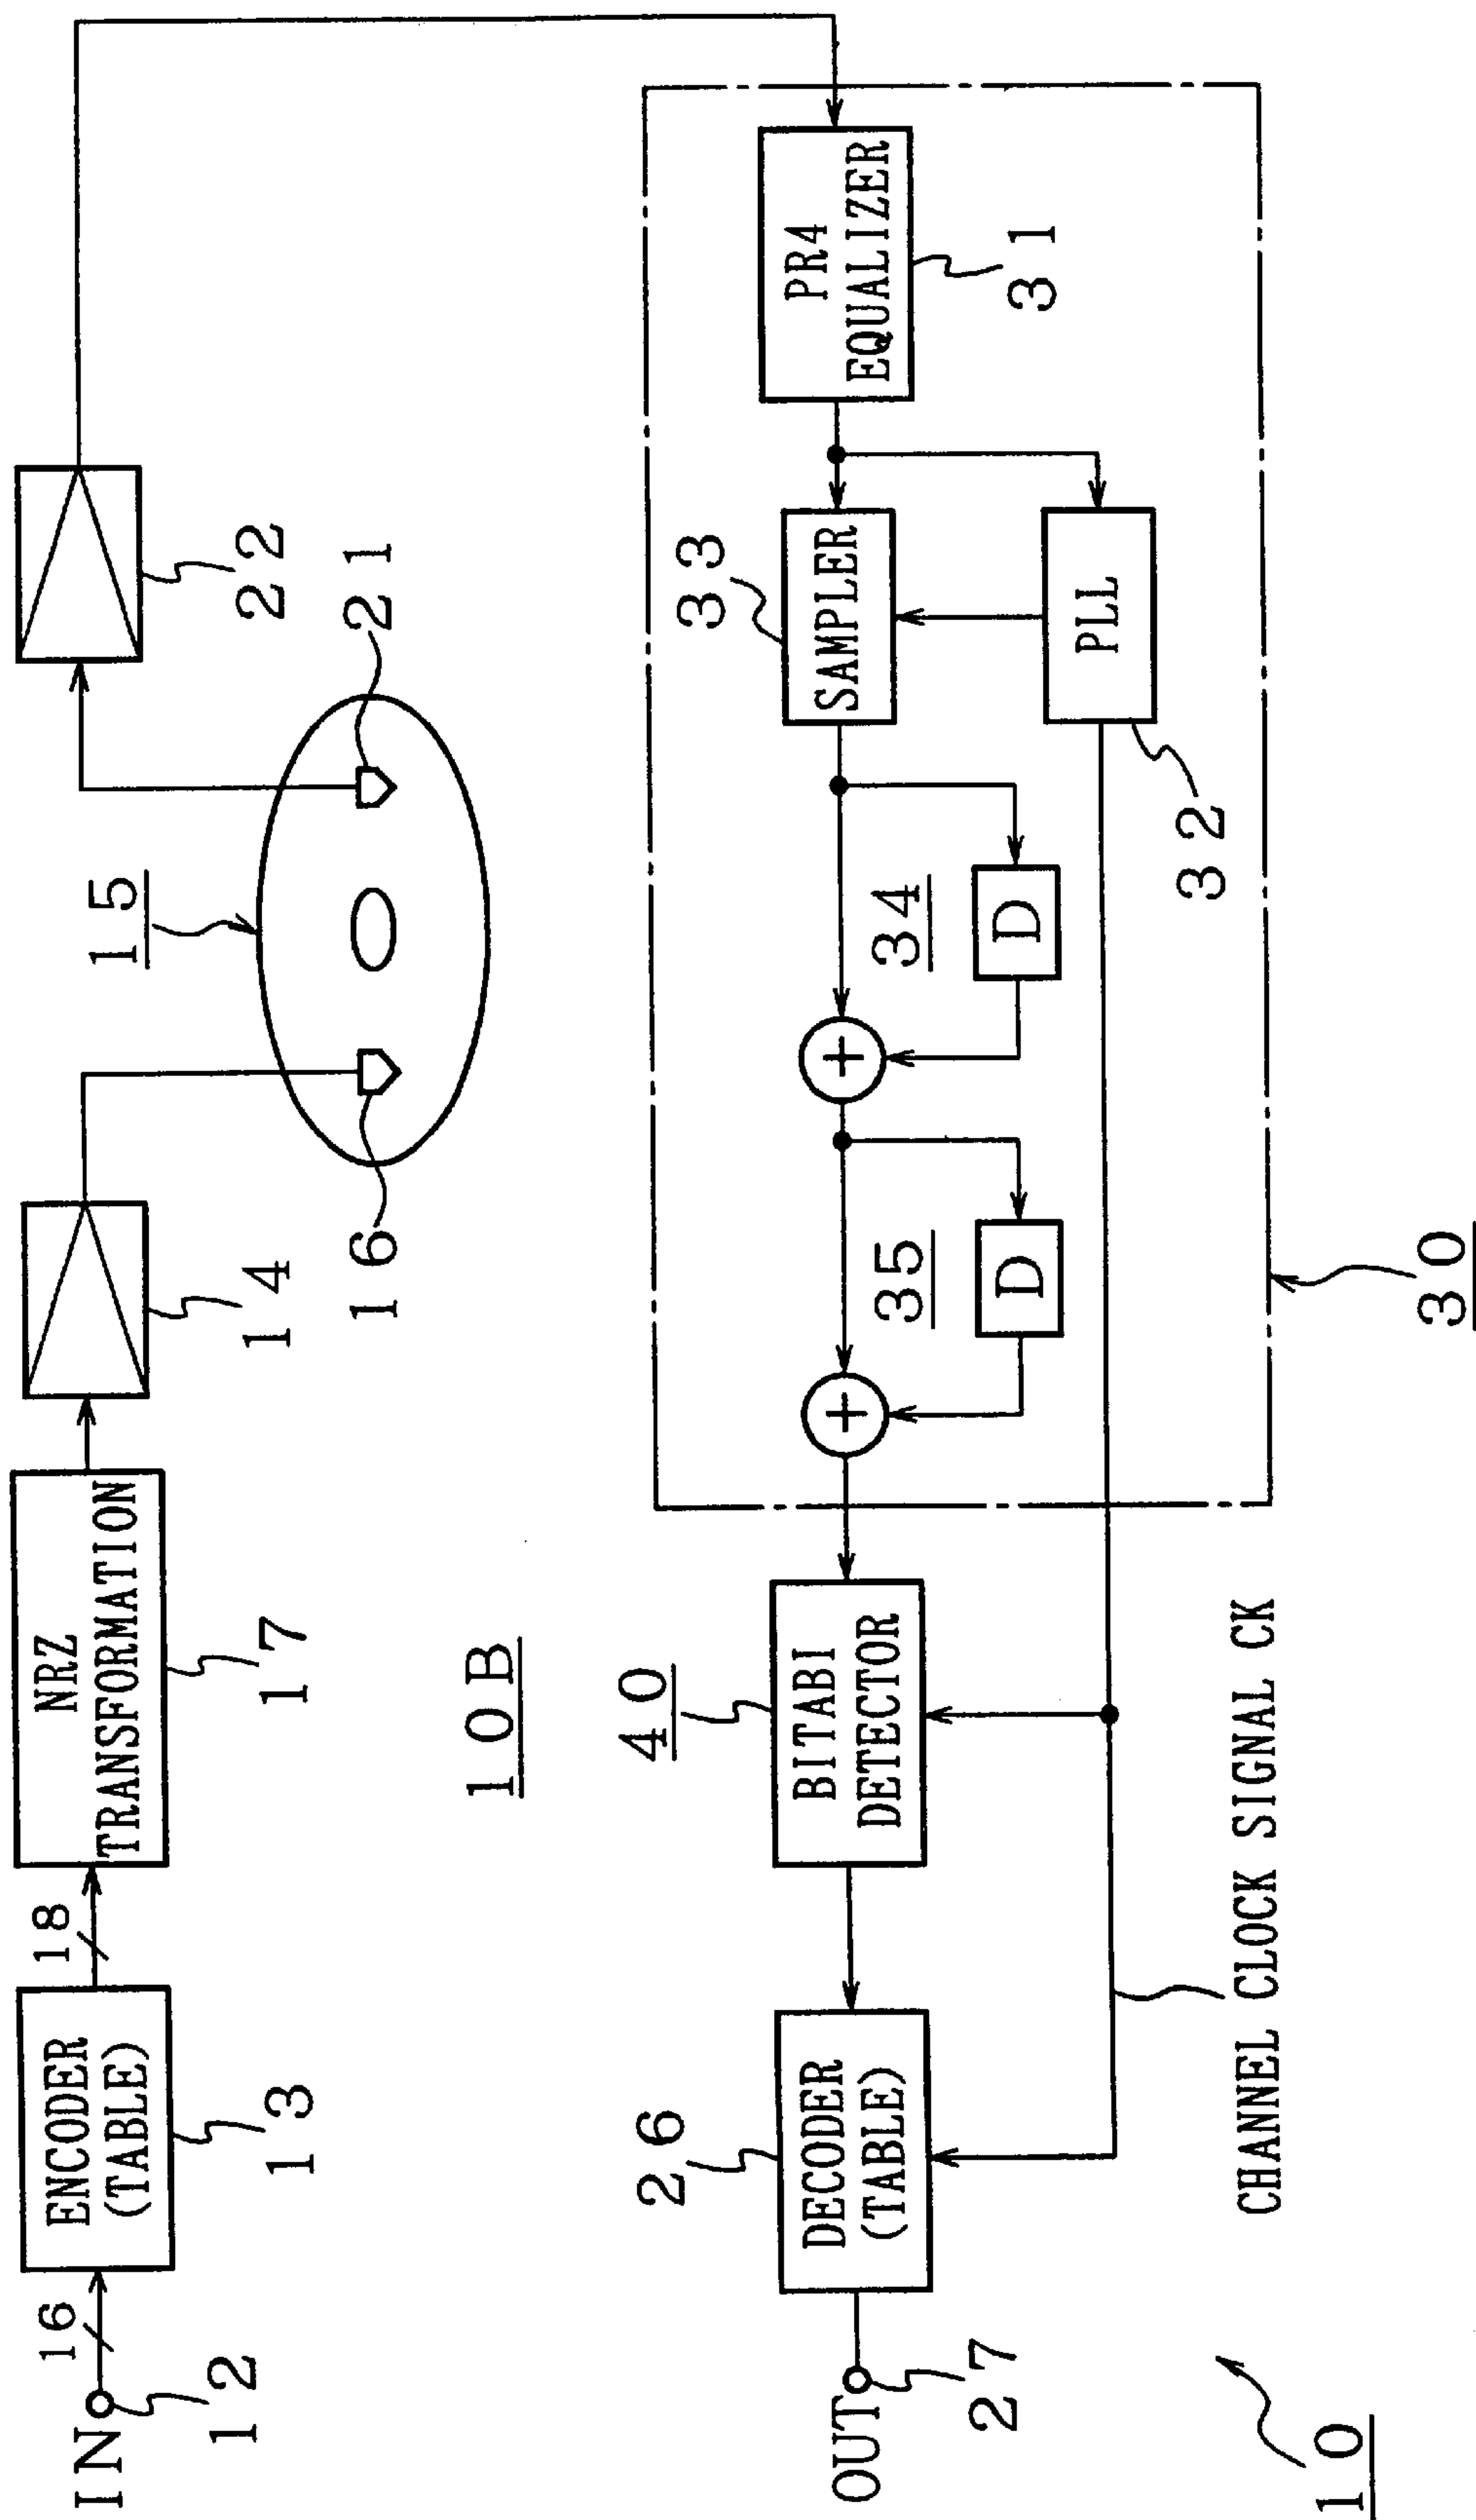 IN
12
16
ENCODER
(TABLE)
13
18
NRZ
TRANSFORMATION
17
14
16
15
21
22
10B
OUT
27
DECODER
(TABLE)
26
BITABI
DETECTOR
40
35
D
34
D
SAMPLER
33
PLL
32
PR4
EQUALIZER
31
CHANNEL CLOCK SIGNAL CK
30
10